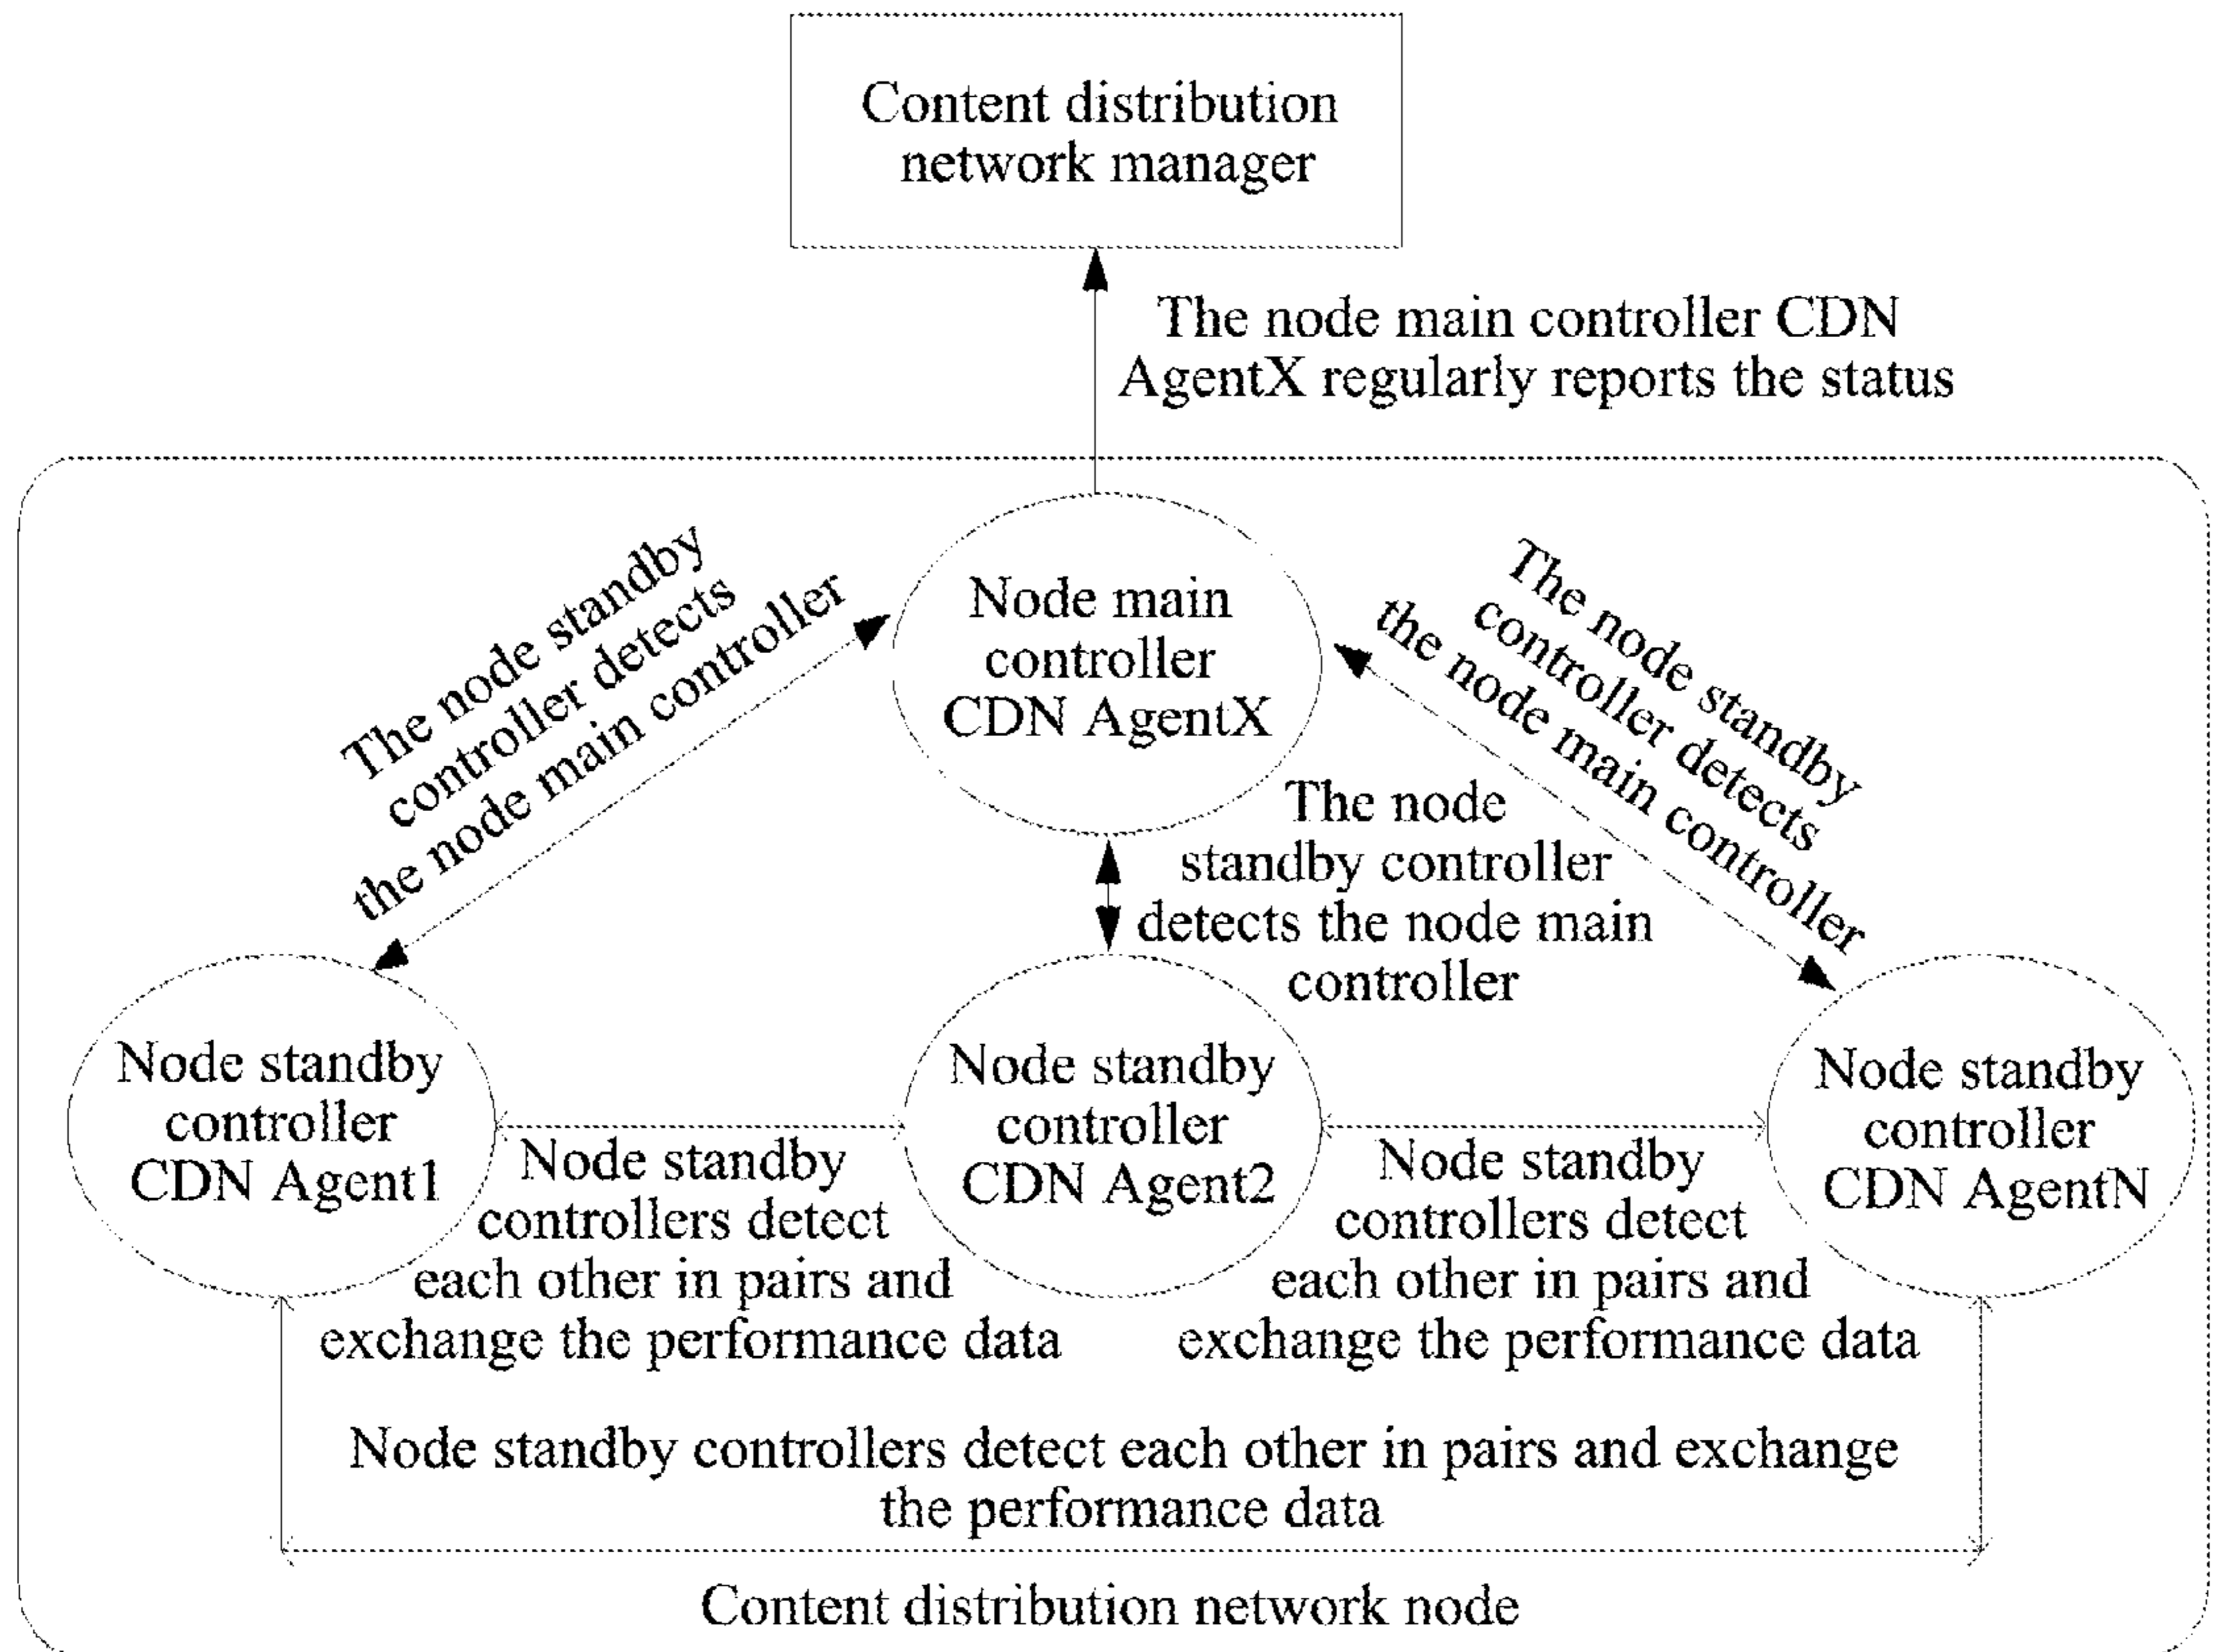 Content distribution
network manager
The node main controller CDN
AgentX regularly reports the status
The node standby
controller detects
the node main controller
Node main
controller
CDN AgentX
The node standby
controller detects
the node main controller
The node
standby controller
detects the node main
controller
Node standby
controller
CDN Agent1
Node standby
controller
CDN Agent2
Node standby
controller
CDN AgentN
Node standby
controllers detect
each other in pairs and
exchange the performance data
Node standby
controllers detect
each other in pairs and
exchange the performance data
Node standby controllers detect each other in pairs and exchange
the performance data
Content distribution network node